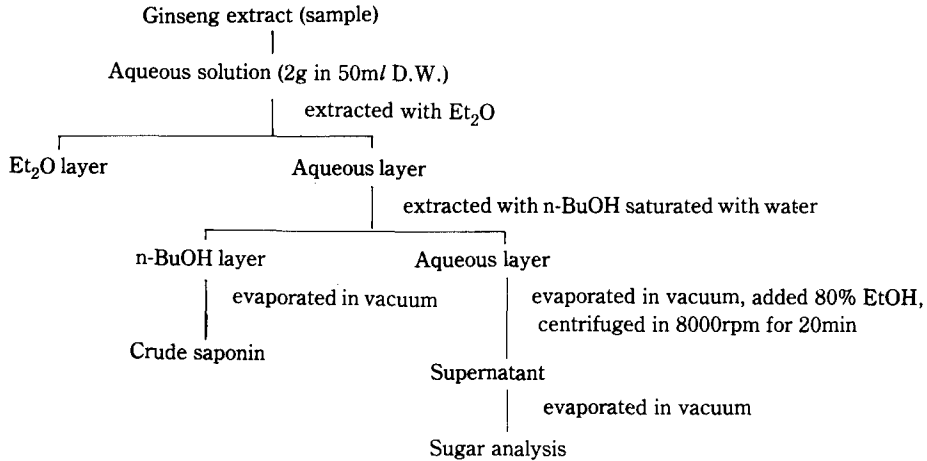 Ginseng extract (sample)
Aqueous solution (2g in 50ml D.W.)
extracted with Et₂O
Et₂O layer
Aqueous layer
extracted with n-BuOH saturated with water
n-BuOH layer
Aqueous layer
evaporated in vacuum
evaporated in vacuum, added 80% EtOH,
centrifuged in 8000rpm for 20min
Crude saponin
Supernatant
evaporated in vacuum
Sugar analysis